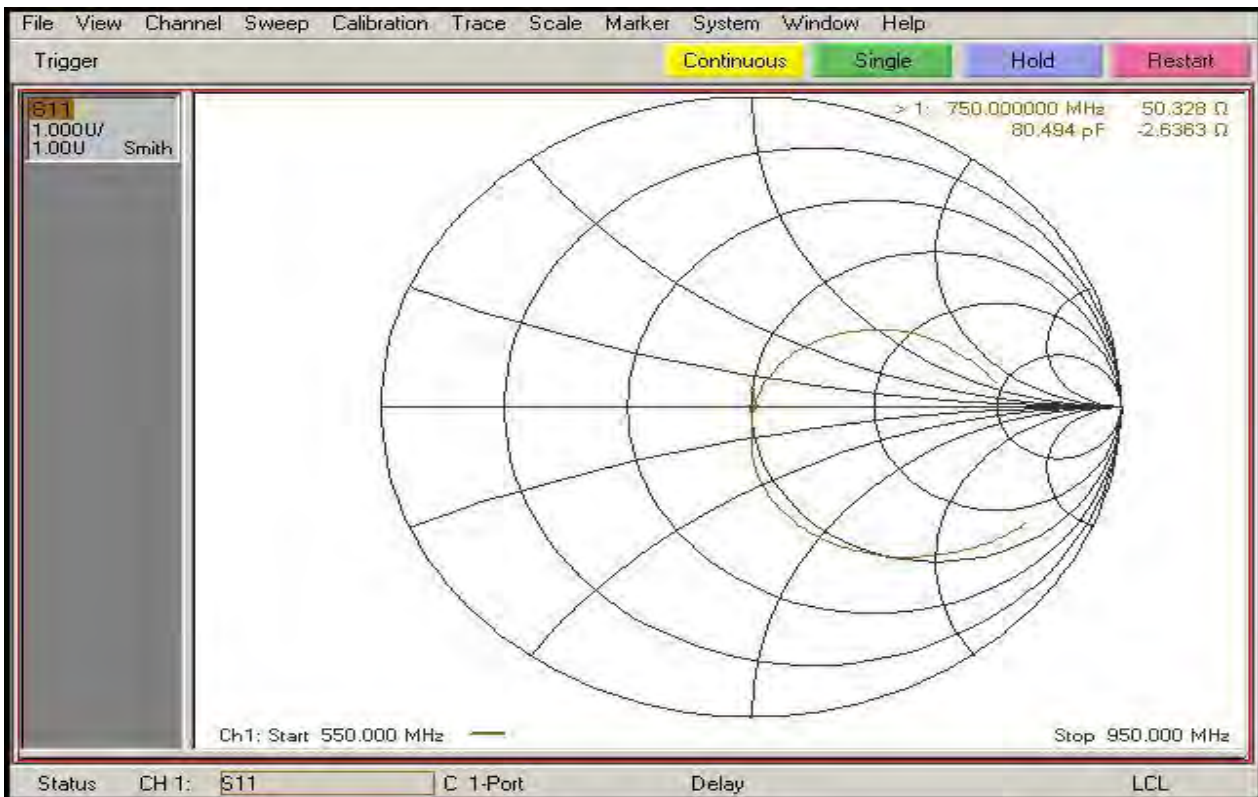 File View Channel Sweep Calibration Trace Scale Marker System Window Help
Trigger
Continuous Single Hold Restart
S11
1.000U/
1.00U Smith
> 1: 750.000000 MHz 50.328 Ω
80.494 pF -2.6363 Ω
Ch1: Start 550.000 MHz
Stop 950.000 MHz
Status CH 1: S11 C 1-Port Delay LCL